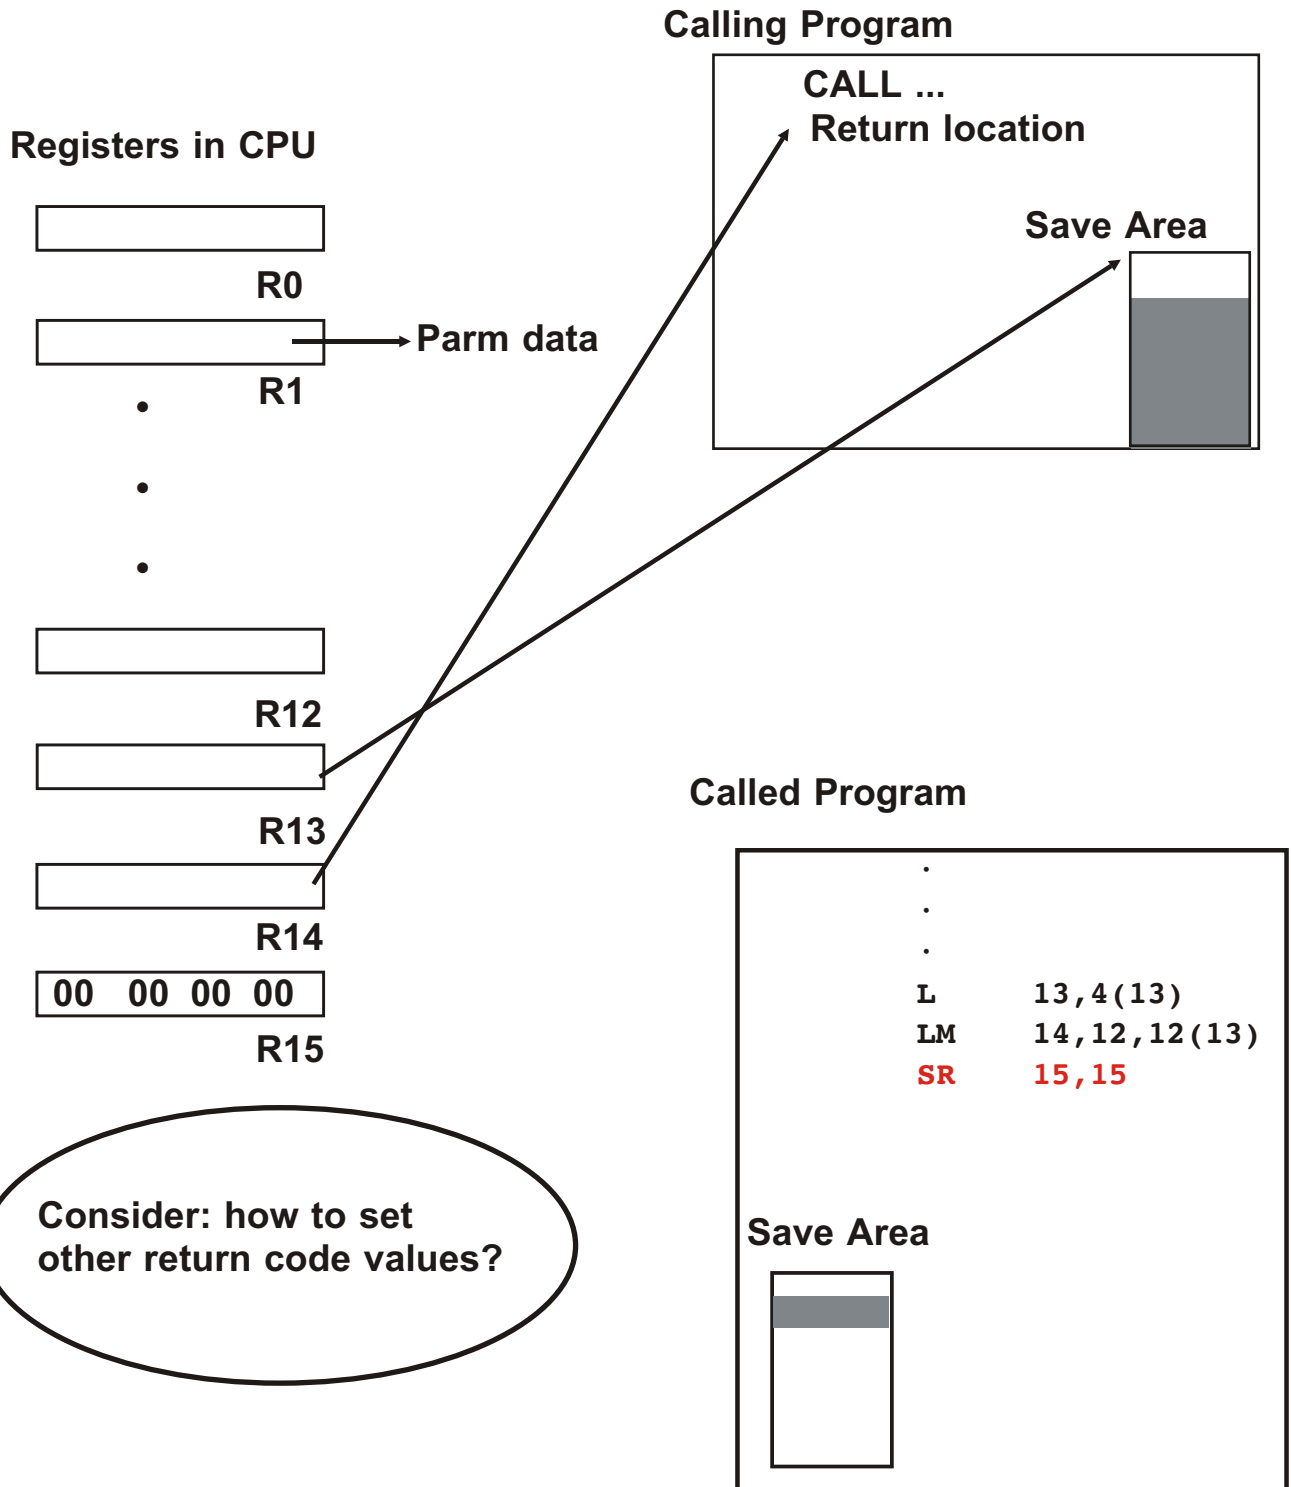 Calling Program
CALL ...
Return location
Registers in CPU
Save Area
R0
Parm data
R1
R12
R13
R14
00 00 00 00
R15
Called Program
.
.
.
L 13,4(13)
LM 14,12,12(13)
SR 15,15
Consider: how to set
other return code values?
Save Area